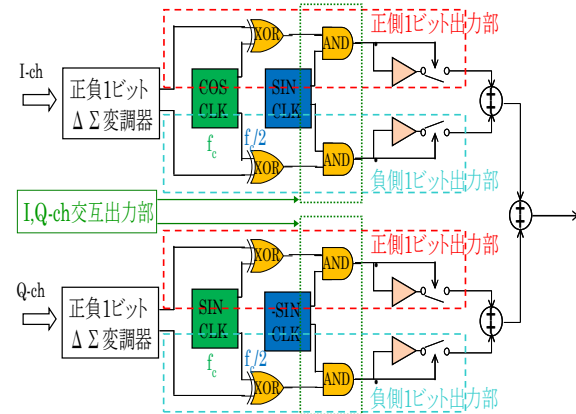 正側1ビット出力部
XOR
AND
I-ch
正負1ビット
ΔΣ変調器
COS
CLK
SIN
CLK
fc
fs/2
XOR
AND
負側1ビット出力部
I,Q-ch交互出力部
正側1ビット出力部
XOR
AND
Q-ch
正負1ビット
ΔΣ変調器
SIN
CLK
-SIN
CLK
fc
XOR
AND
負側1ビット出力部